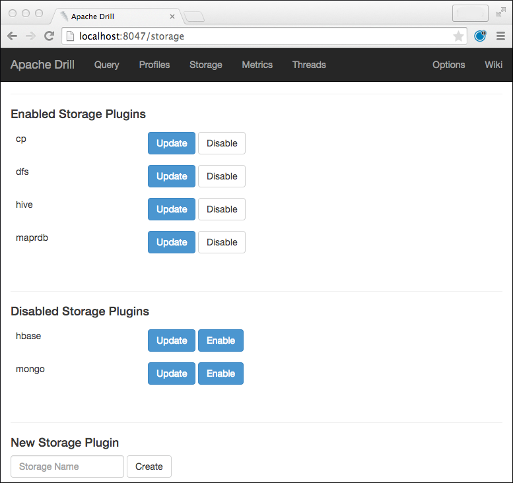 Apache Drill
localhost:8047/storage
Apache Drill Query Profiles Storage Metrics Threads Options Wiki
Enabled Storage Plugins
cp Update Disable
dfs Update Disable
hive Update Disable
maprdb Update Disable
Disabled Storage Plugins
hbase Update Enable
mongo Update Enable
New Storage Plugin
Storage Name Create